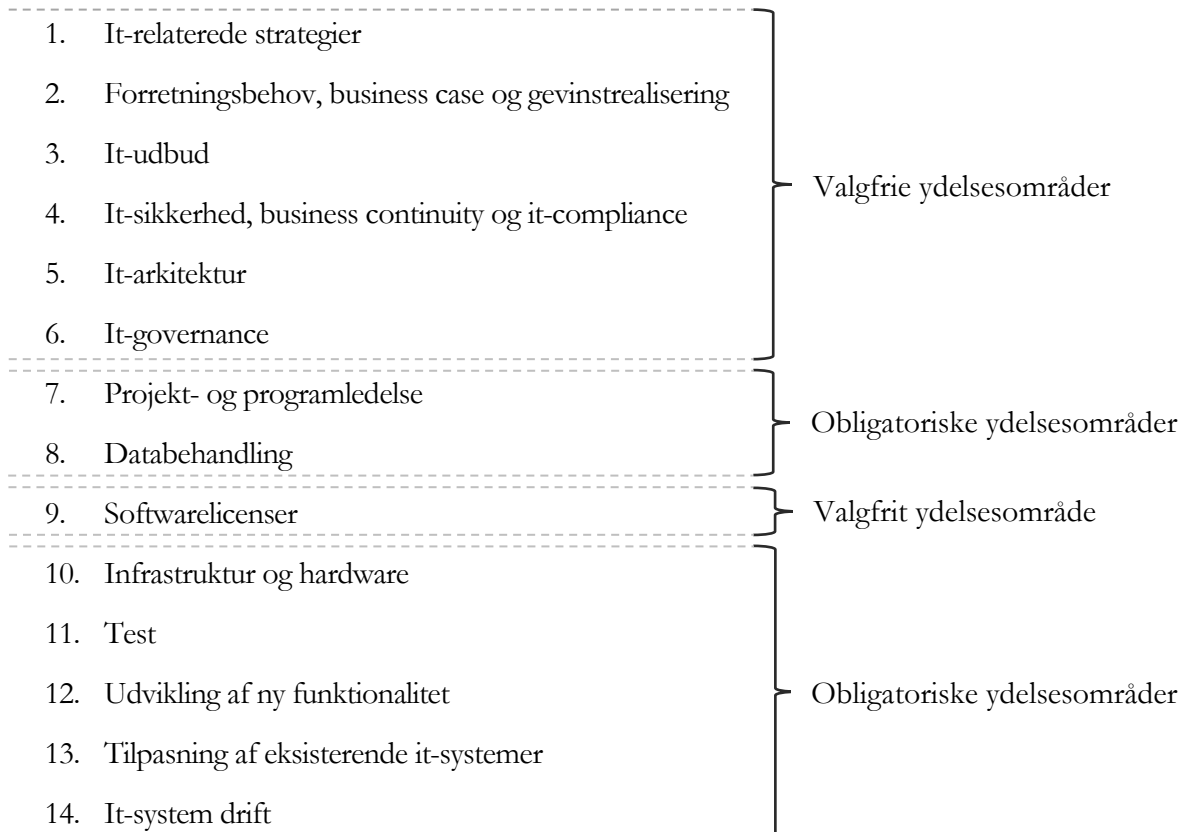 1. It-relaterede strategier
2. Forretningsbehov, business case og gevinstrealisering
3. It-udbud
Valgfrie ydelsesområder
4. It-sikkerhed, business continuity og it-compliance
5. It-arkitektur
6. It-governance
7. Projekt- og programledelse
Obligatoriske ydelsesområder
8. Databehandling
9. Softwarelicenser
Valgfrit ydelsesområde
10. Infrastruktur og hardware
11. Test
12. Udvikling af ny funktionalitet
Obligatoriske ydelsesområder
13. Tilpasning af eksisterende it-systemer
14. It-system drift